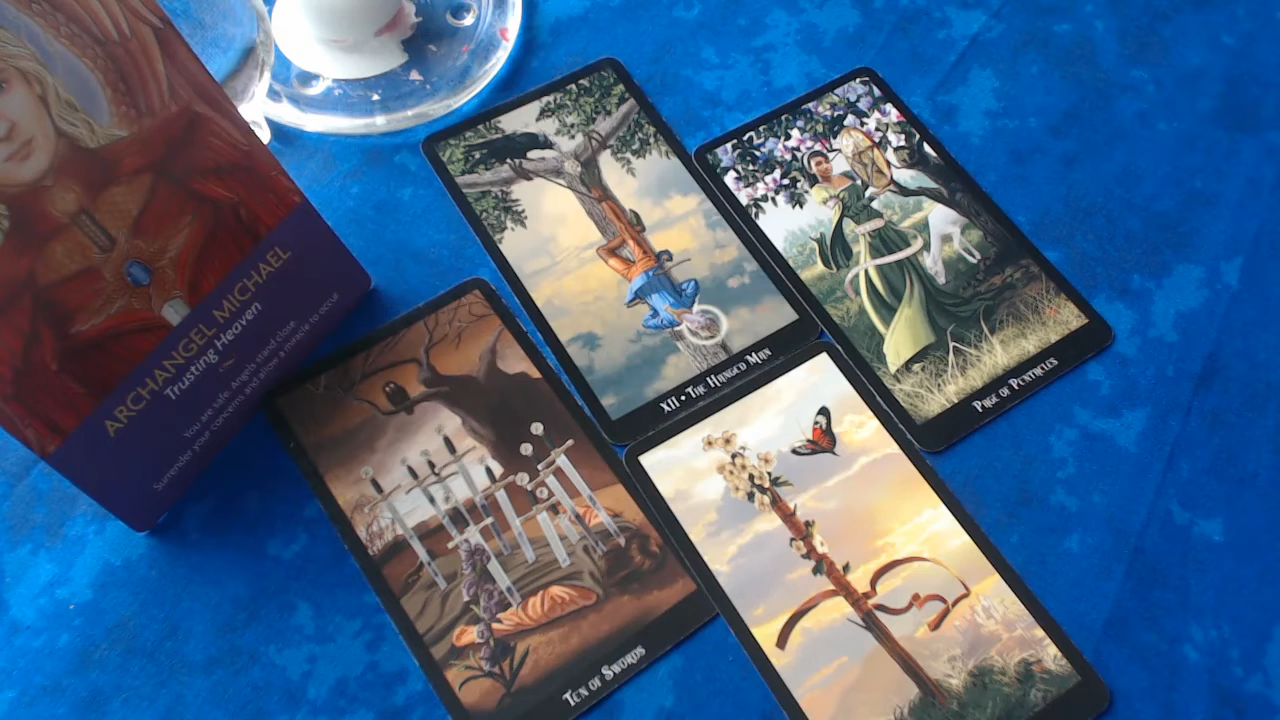 ARCHANGEL MICHAEL
Trusting Heaven
You are safe. Angels stand close.
Surrender your concerns and allow a miracle to occur
XII • The Hanged Man
Page of Pentacles
Ten of Swords